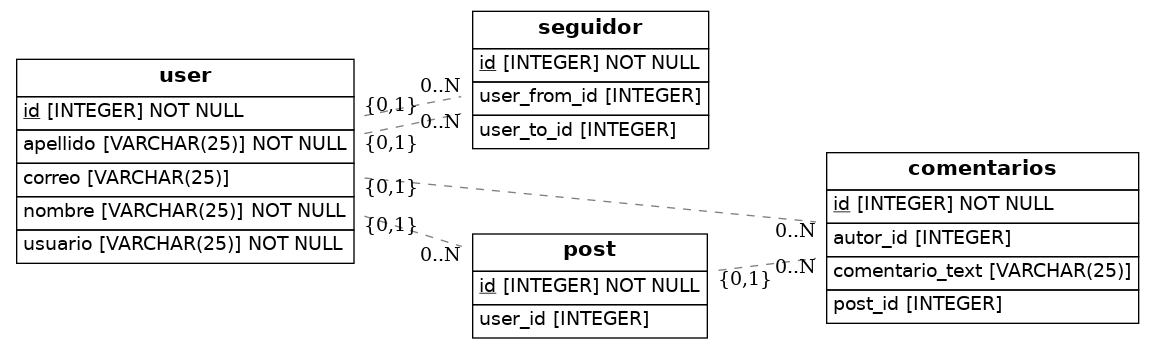 user
id [INTEGER] NOT NULL
apellido [VARCHAR(25)] NOT NULL
correo [VARCHAR(25)]
nombre [VARCHAR(25)] NOT NULL
usuario [VARCHAR(25)] NOT NULL
{0,1}
0..N
{0,1}
0..N
{0,1}
0..N
{0,1}
0..N
seguidor
id [INTEGER] NOT NULL
user_from_id [INTEGER]
user_to_id [INTEGER]
post
id [INTEGER] NOT NULL
user_id [INTEGER]
{0,1}
0..N
comentarios
id [INTEGER] NOT NULL
autor_id [INTEGER]
comentario_text [VARCHAR(25)]
post_id [INTEGER]